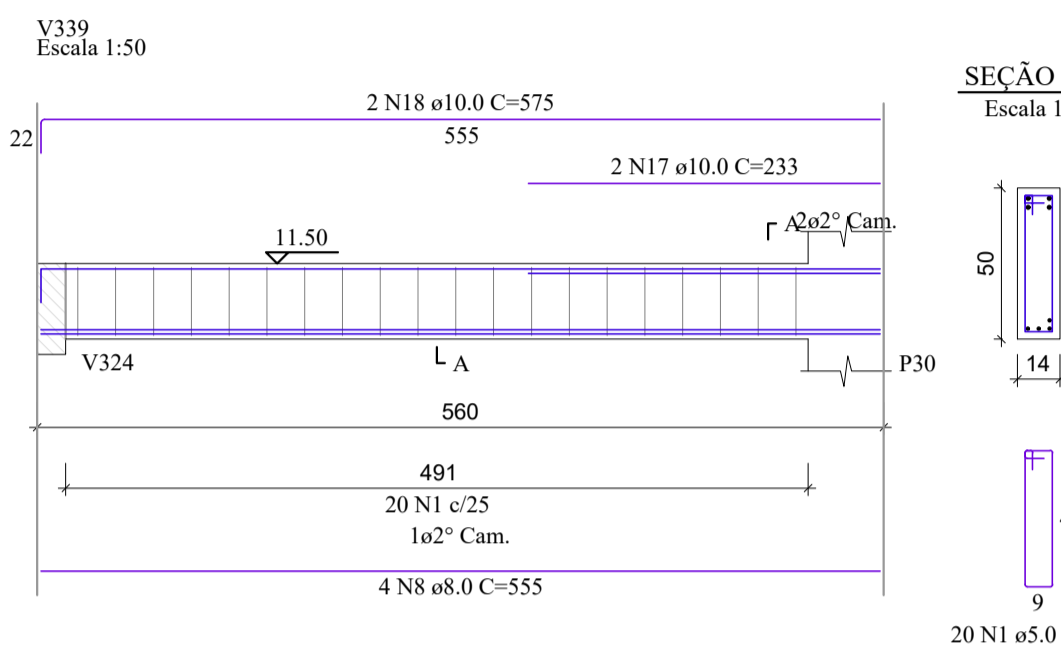 V339
Escala 1:50
2 N18 ø10.0 C=575
22
555
2 N17 ø10.0 C=233
A
2ø2° Cam.
11.50
V324
A
P30
560
491
20 N1 c/25
1ø2° Cam.
4 N8 ø8.0 C=555
SEÇÃO
Escala 1
50
14
9
20 N1 ø5.0